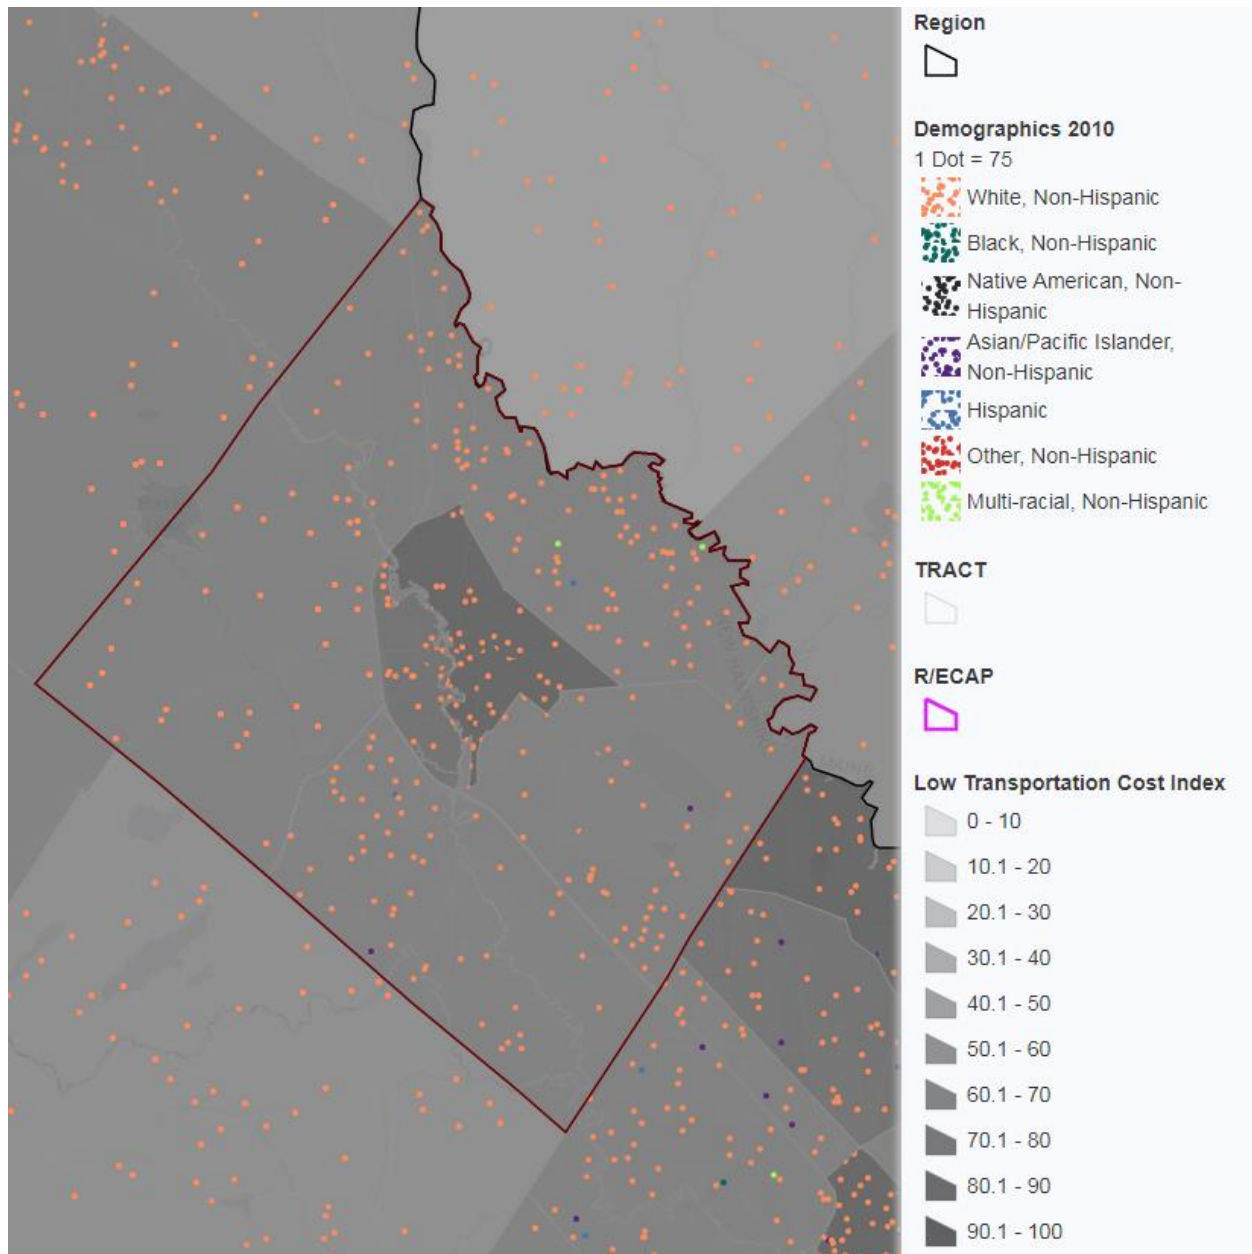 Region
Demographics 2010
1 Dot = 75
White, Non-Hispanic
Black, Non-Hispanic
Native American, Non-
Hispanic
Asian/Pacific Islander,
Non-Hispanic
Hispanic
Other, Non-Hispanic
Multi-racial, Non-Hispanic
TRACT
R/ECAP
Low Transportation Cost Index
0 - 10
10.1 - 20
20.1 - 30
30.1 - 40
40.1 - 50
50.1 - 60
60.1 - 70
70.1 - 80
80.1 - 90
90.1 - 100